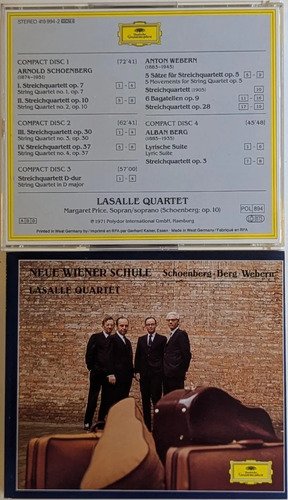 STEREO 419 994-2
Deutsche
Grammophon
COMPACT DISC 1 [72'41]
ARNOLD SCHOENBERG
(1874-1951)
I. Streichquartett op. 7
String Quartet no. 1, op. 7
II. Streichquartett op. 10
String Quartet no. 2, op. 10
COMPACT DISC 2 [62'41]
III. Streichquartett op. 30
String Quartet no. 3, op. 30
IV. Streichquartett op. 37
String Quartet no. 4, op. 37
COMPACT DISC 3 [57'00]
Streichquartett D-dur
String Quartet in D major
ANTON WEBERN
(1883-1945)
5 Sätze für Streichquartett op. 5
5 Movements for String Quartet op. 5
Streichquartett (1905)
6 Bagatellen op. 9
Streichquartett op. 28
COMPACT DISC 4 [45'48]
ALBAN BERG
(1885-1935)
Lyrische Suite
Lyric Suite
Streichquartett op. 3
LASALLE QUARTET
Margaret Price, Sopran/soprano (Schoenberg: op. 10)
ADD
℗ 1971 Polydor International GmbH, Hamburg
POL 894
Printed in West Germany by / Imprimé en RFA par Gerhard Kaiser, Essen · Made in West Germany · Fabriqué en RFA
NEUE WIENER SCHULE Schoenberg · Berg · Webern
LASALLE QUARTET
Deutsche
Grammophon